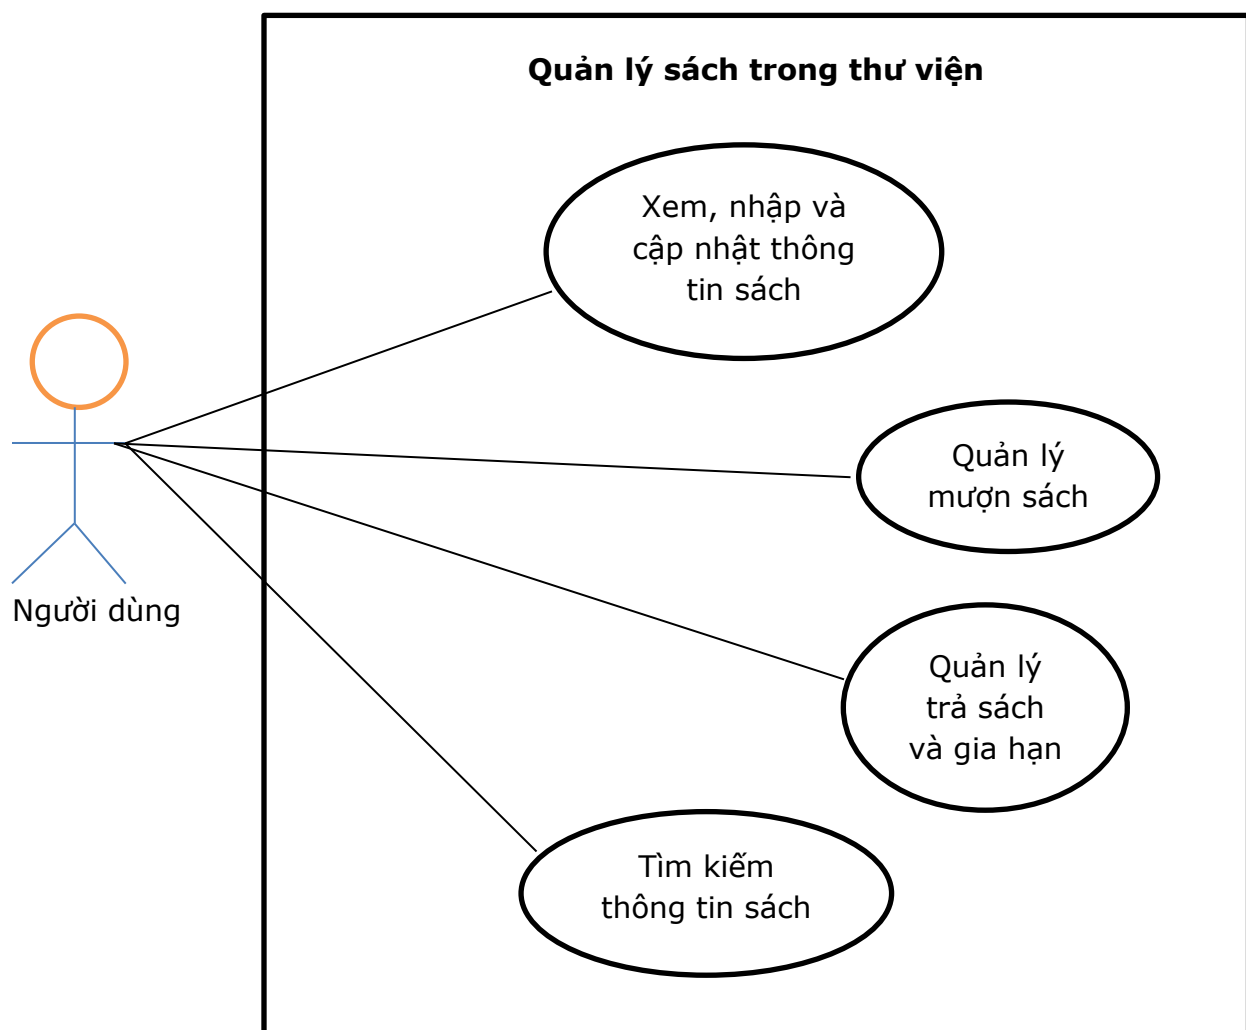 Quản lý sách trong thư viện
Xem, nhập và
cập nhật thông
tin sách
Quản lý
mượn sách
Người dùng
Quản lý
trả sách
và gia hạn
Tìm kiếm
thông tin sách